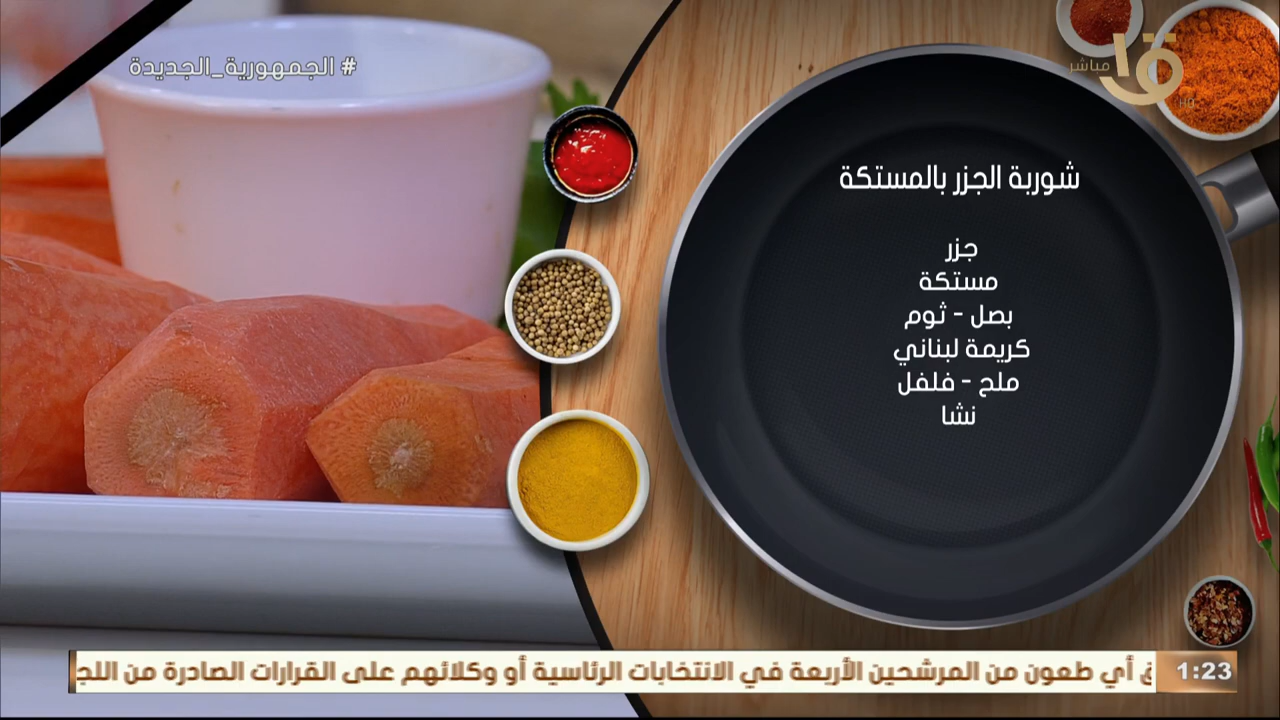 # الجمهورية_الجديدة
مباشر
HD
شوربة الجزر بالمستكة
جزر
مستكة
بصل - ثوم
كريمة لبناني
ملح - فلفل
نشا
أي طعون من المرشحين الأربعة في الانتخابات الرئاسية أو وكلائهم على القرارات الصادرة من
1:23